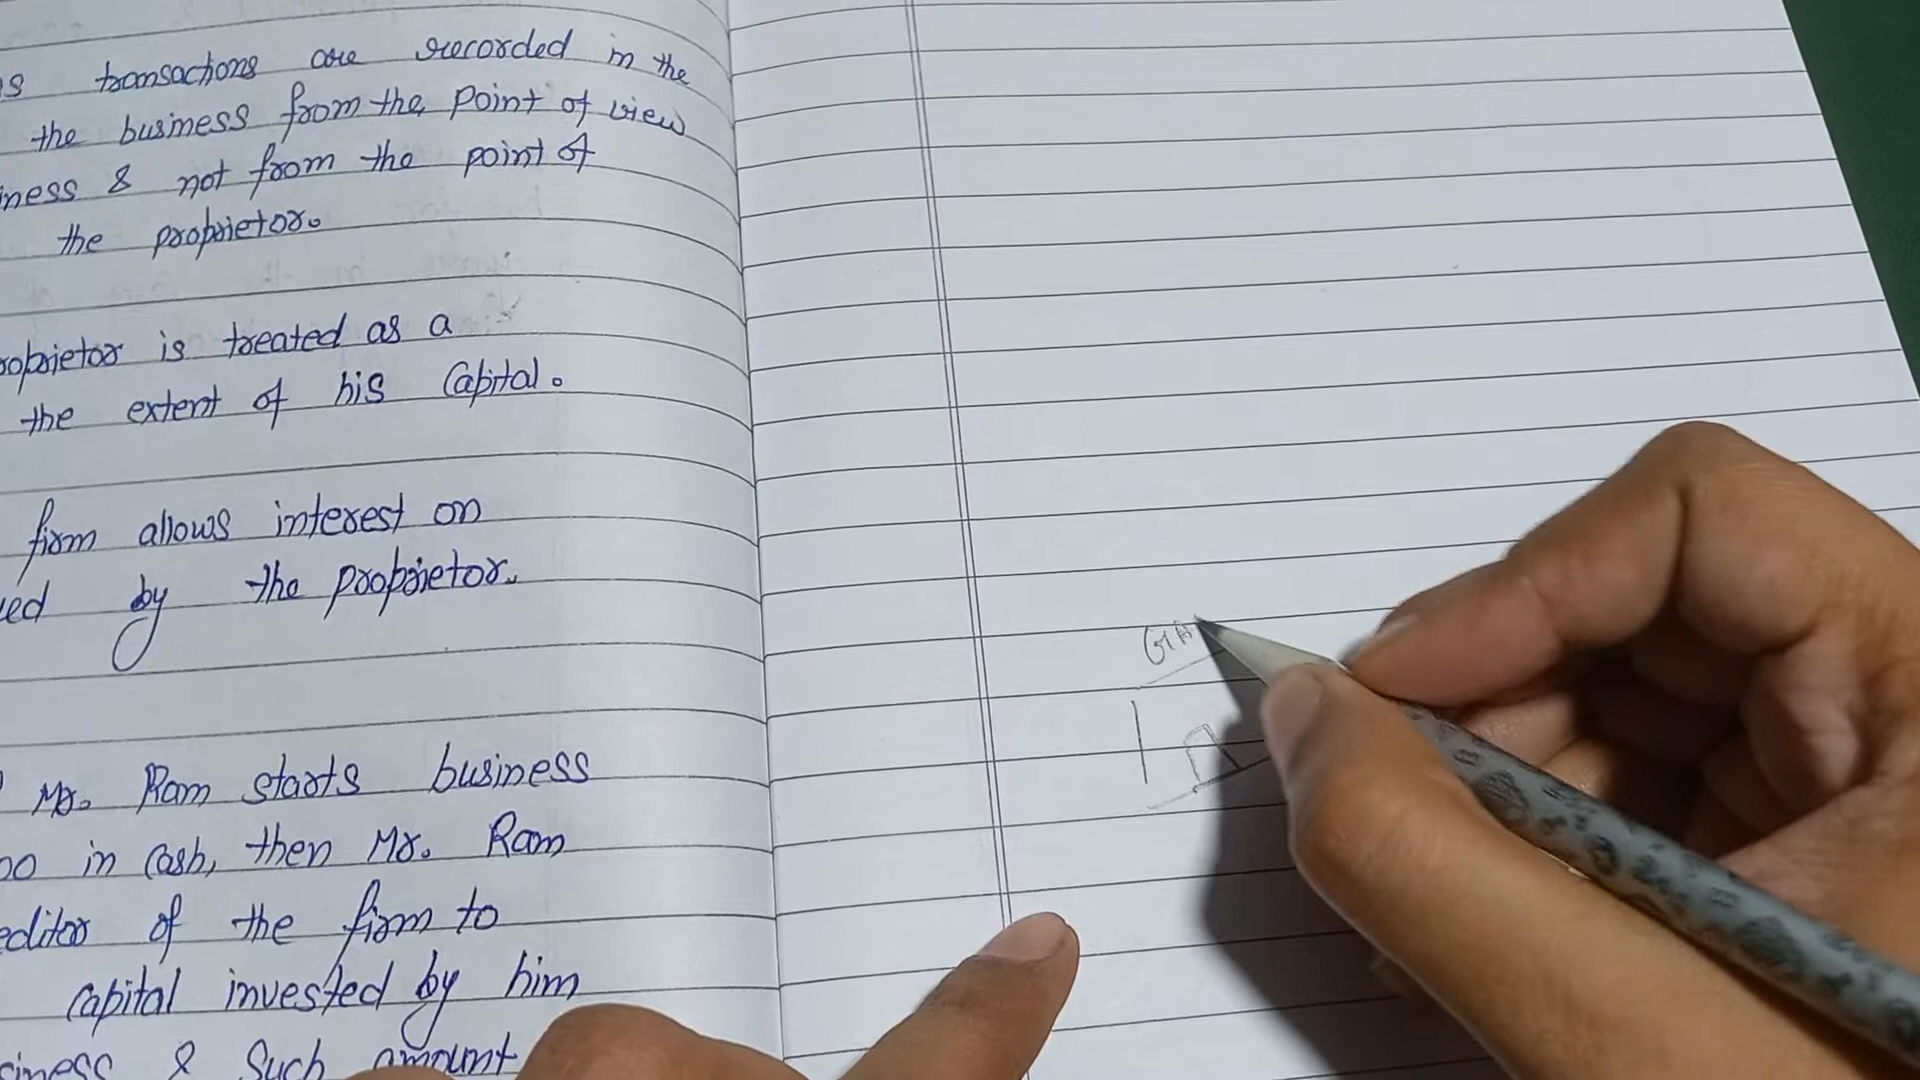 transactions are recorded in the
the business from the point of view
iness & not from the point of
the proprietor.
roprietor is treated as a
the extent of his Capital.
firm allows interest on
ed by the proprietor.
Mr. Ram starts business
00 in Cash, then Mr. Ram
editor of the firm to
Capital invested by him
siness & Such amount